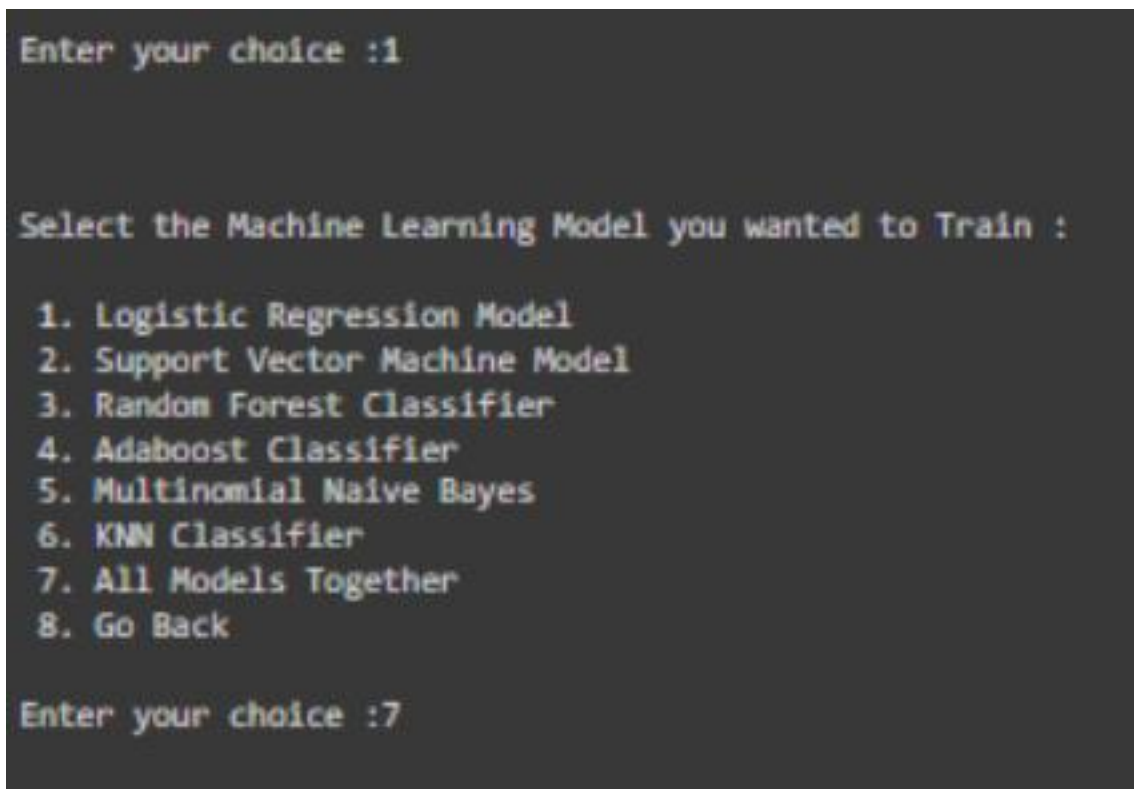 Enter your choice :1
Select the Machine Learning Model you wanted to Train :
1. Logistic Regression Model
2. Support Vector Machine Model
3. Random Forest Classifier
4. Adaboost Classifier
5. Multinomial Naive Bayes
6. KNN Classifier
7. All Models Together
8. Go Back
Enter your choice :7